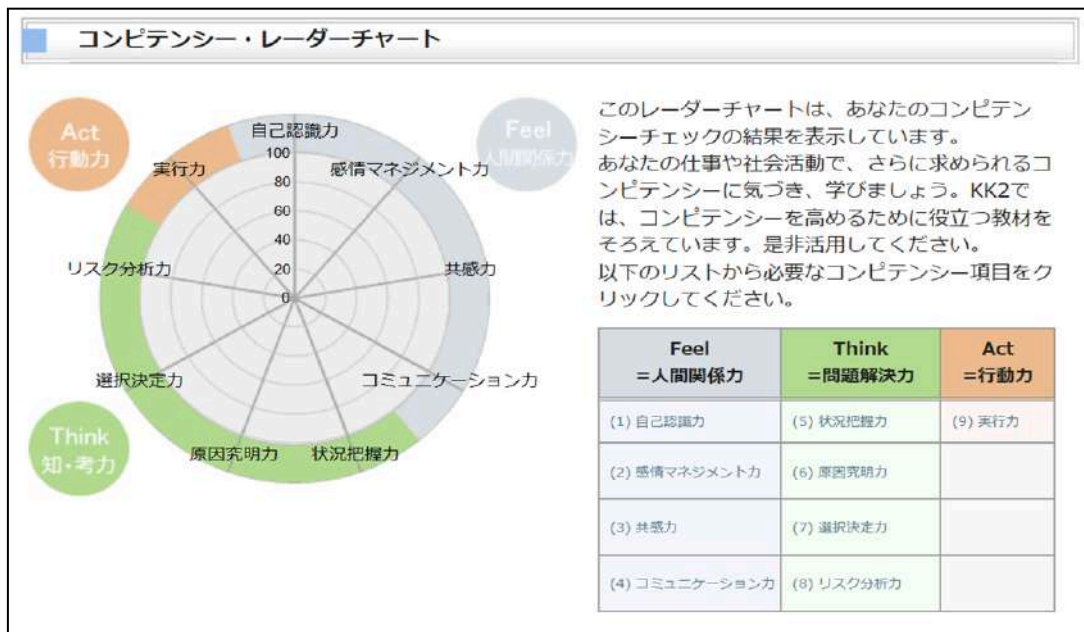 コンピテンシー・レーダーチャート
Act
行動力
Feel
人間関係力
自己認識力
実行力
感情マネジメント力
リスク分析力
共感力
選択決定力
コミュニケーション力
原因究明力
状況把握力
100
80
60
40
20
0
Think
知・考力
このレーダーチャートは、あなたのコンピテン
シーチェックの結果を表示しています。
あなたの仕事や社会活動で、さらに求められるコ
ンピテンシーに気づき、学びましょう。KK2で
は、コンピテンシーを高めるために役立つ教材を
そろえています。是非活用してください。
以下のリストから必要なコンピテンシー項目をク
リックしてください。
Feel
=人間関係力
Think
=問題解決力
Act
=行動力
(1) 自己認識力
(5) 状況把握力
(9) 実行力
(2) 感情マネジメント力
(6) 原因究明力
(3) 共感力
(7) 選択決定力
(4) コミュニケーション力
(8) リスク分析力